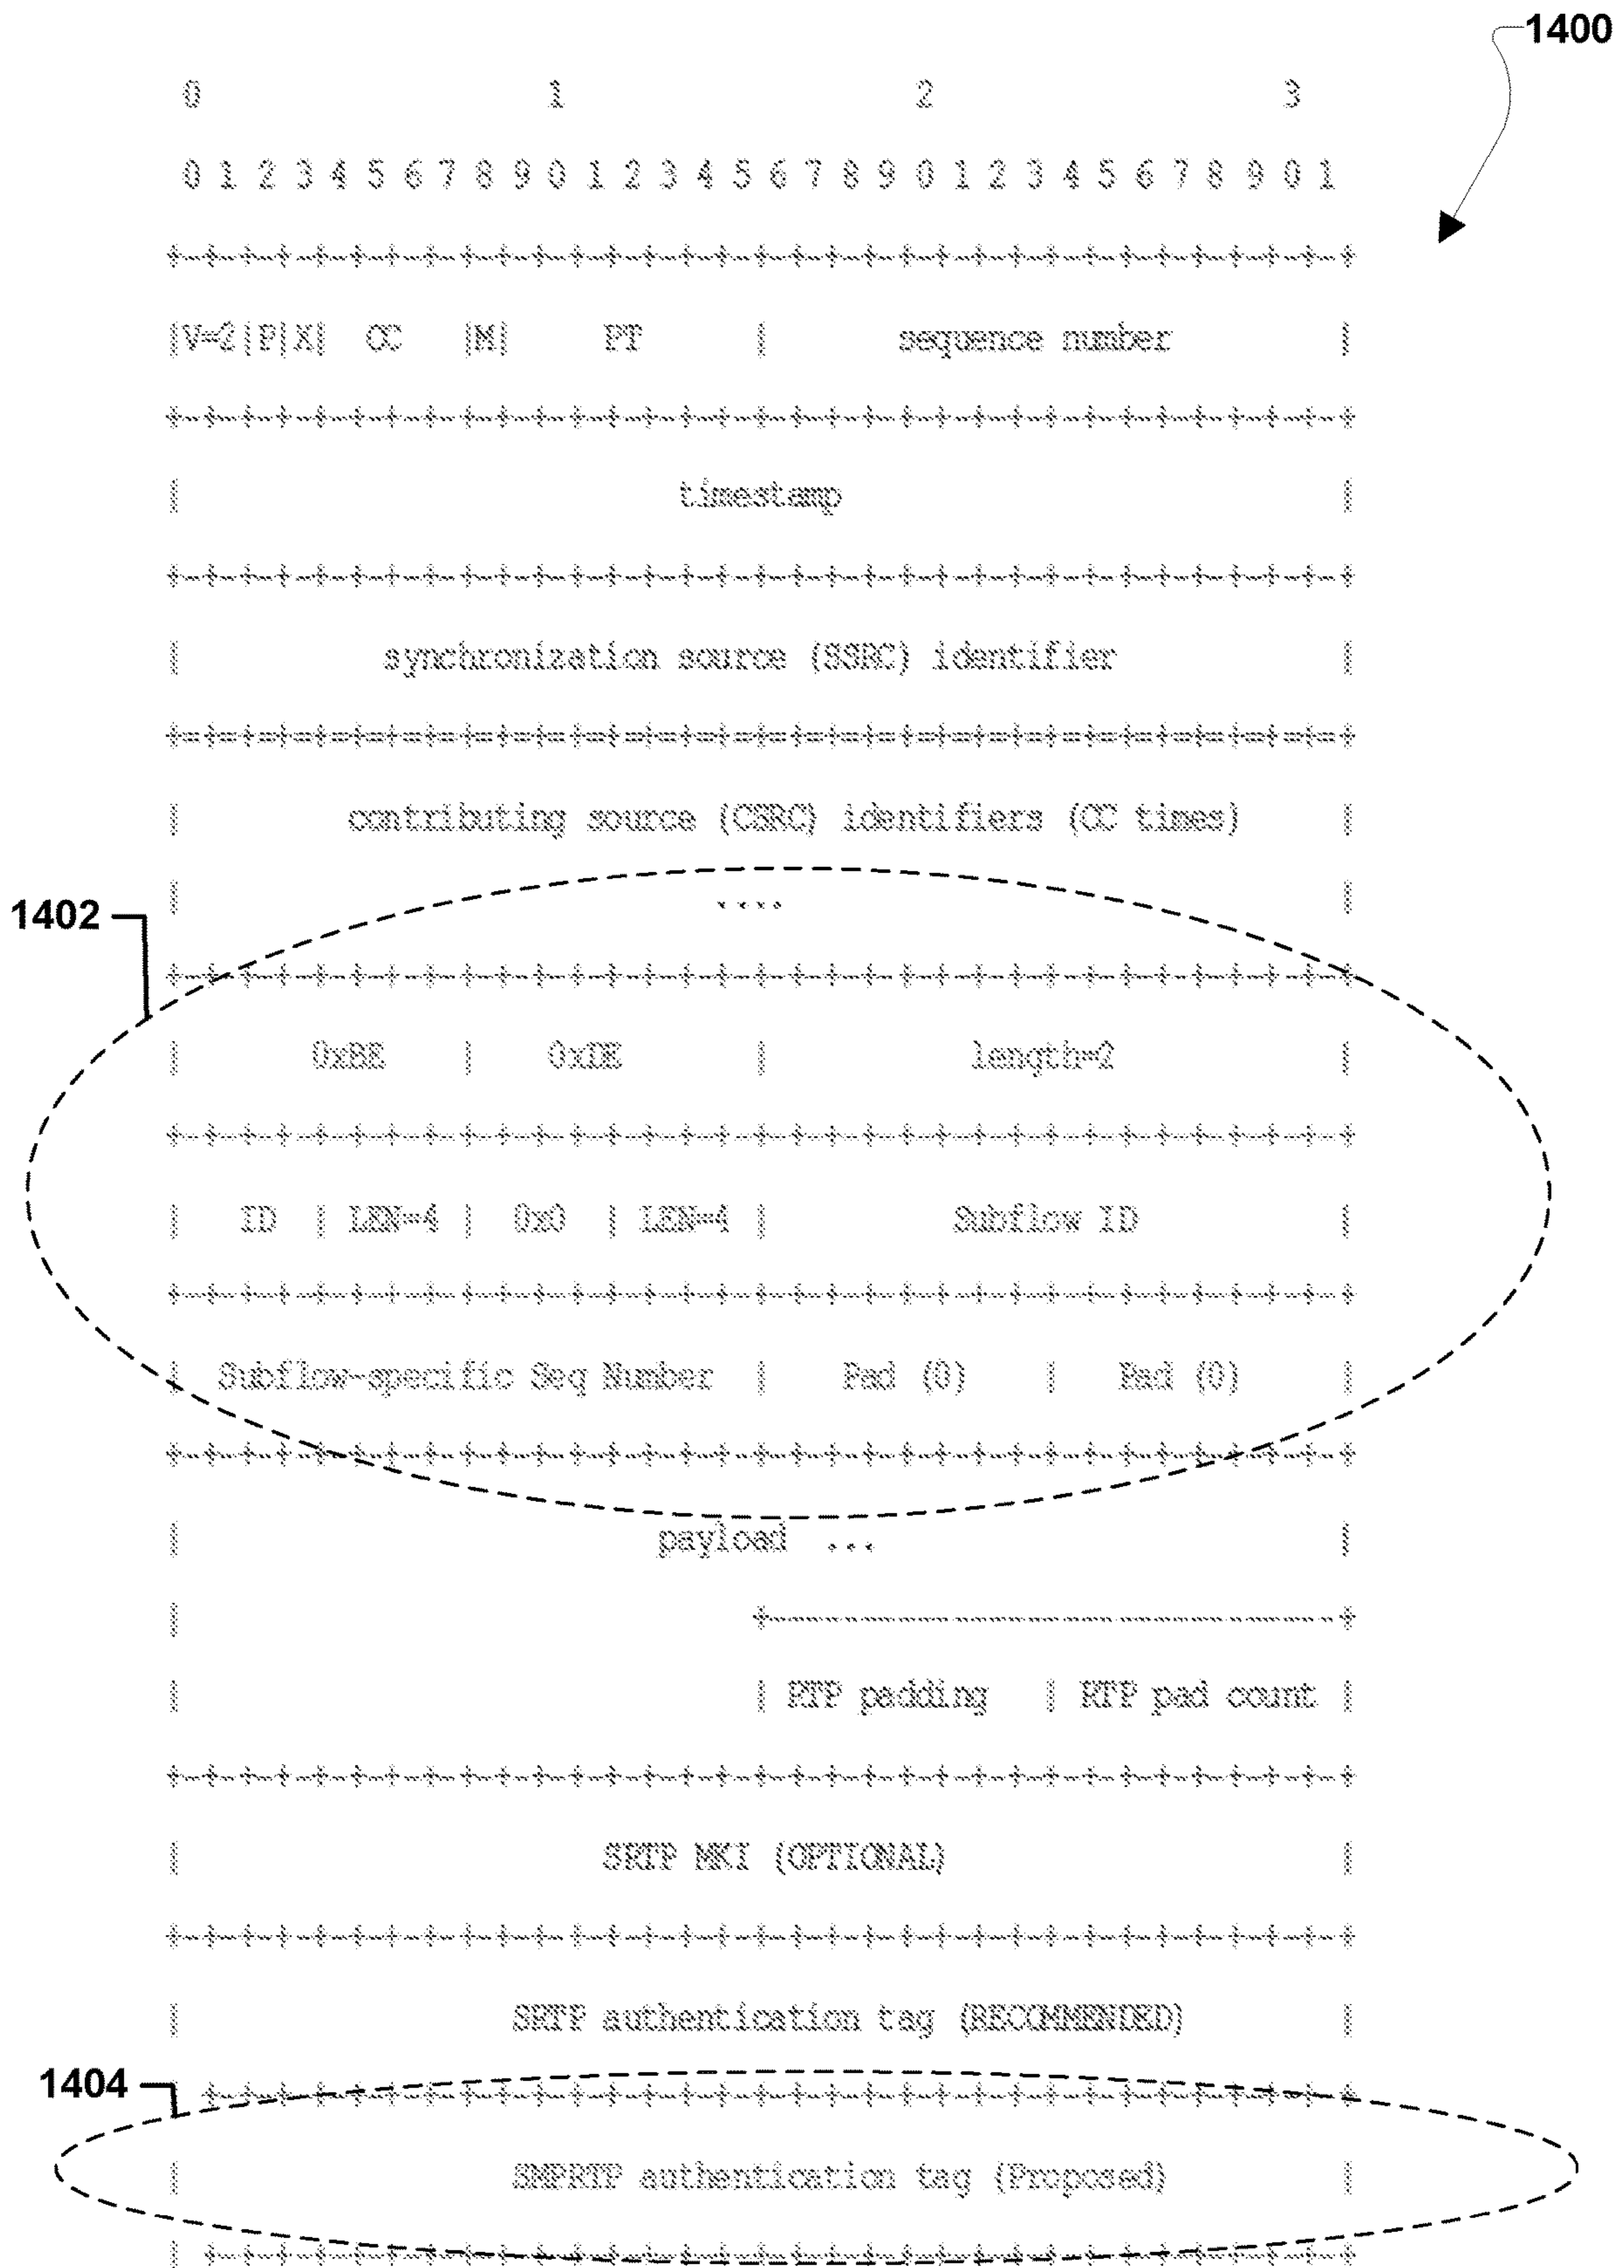 1400
0 1 2 3
0 1 2 3 4 5 6 7 8 9 0 1 2 3 4 5 6 7 8 9 0 1 2 3 4 5 6 7 8 9 0 1
+-+-+-+-+-+-+-+-+-+-+-+-+-+-+-+-+-+-+-+-+-+-+-+-+-+-+-+-+-+-+-+-+
|V=2|P|X| CC |M| PT | sequence number |
+-+-+-+-+-+-+-+-+-+-+-+-+-+-+-+-+-+-+-+-+-+-+-+-+-+-+-+-+-+-+-+-+
| timestamp |
+-+-+-+-+-+-+-+-+-+-+-+-+-+-+-+-+-+-+-+-+-+-+-+-+-+-+-+-+-+-+-+-+
| synchronization source (SSRC) identifier |
+=+=+=+=+=+=+=+=+=+=+=+=+=+=+=+=+=+=+=+=+=+=+=+=+=+=+=+=+=+=+=+=+
| contributing source (CSRC) identifiers (CC times) |
| .... |
1402
+-+-+-+-+-+-+-+-+-+-+-+-+-+-+-+-+-+-+-+-+-+-+-+-+-+-+-+-+-+-+-+-+
| 0xBE | 0xDE | length=2 |
+-+-+-+-+-+-+-+-+-+-+-+-+-+-+-+-+-+-+-+-+-+-+-+-+-+-+-+-+-+-+-+-+
| ID | LEN=4 | 0x0 | LEN=4 | Subflow ID |
+-+-+-+-+-+-+-+-+-+-+-+-+-+-+-+-+-+-+-+-+-+-+-+-+-+-+-+-+-+-+-+-+
| Subflow-specific Seq Number | Pad (0) | Pad (0) |
+-+-+-+-+-+-+-+-+-+-+-+-+-+-+-+-+-+-+-+-+-+-+-+-+-+-+-+-+-+-+-+-+
| payload ... |
| +-------------------------------+
| | RTP padding | RTP pad count |
+-+-+-+-+-+-+-+-+-+-+-+-+-+-+-+-+-+-+-+-+-+-+-+-+-+-+-+-+-+-+-+-+
| SRTP MKI (OPTIONAL) |
+-+-+-+-+-+-+-+-+-+-+-+-+-+-+-+-+-+-+-+-+-+-+-+-+-+-+-+-+-+-+-+-+
| SRTP authentication tag (RECOMMENDED) |
1404
+-+-+-+-+-+-+-+-+-+-+-+-+-+-+-+-+-+-+-+-+-+-+-+-+-+-+-+-+-+-+-+
| SMPRTP authentication tag (Proposed) |
| +-+-+-+-+-+-+-+-+-+-+-+-+-+-+-+-+-+-+-+-+-+-+-+-+-+-+-+-+-+-+-+